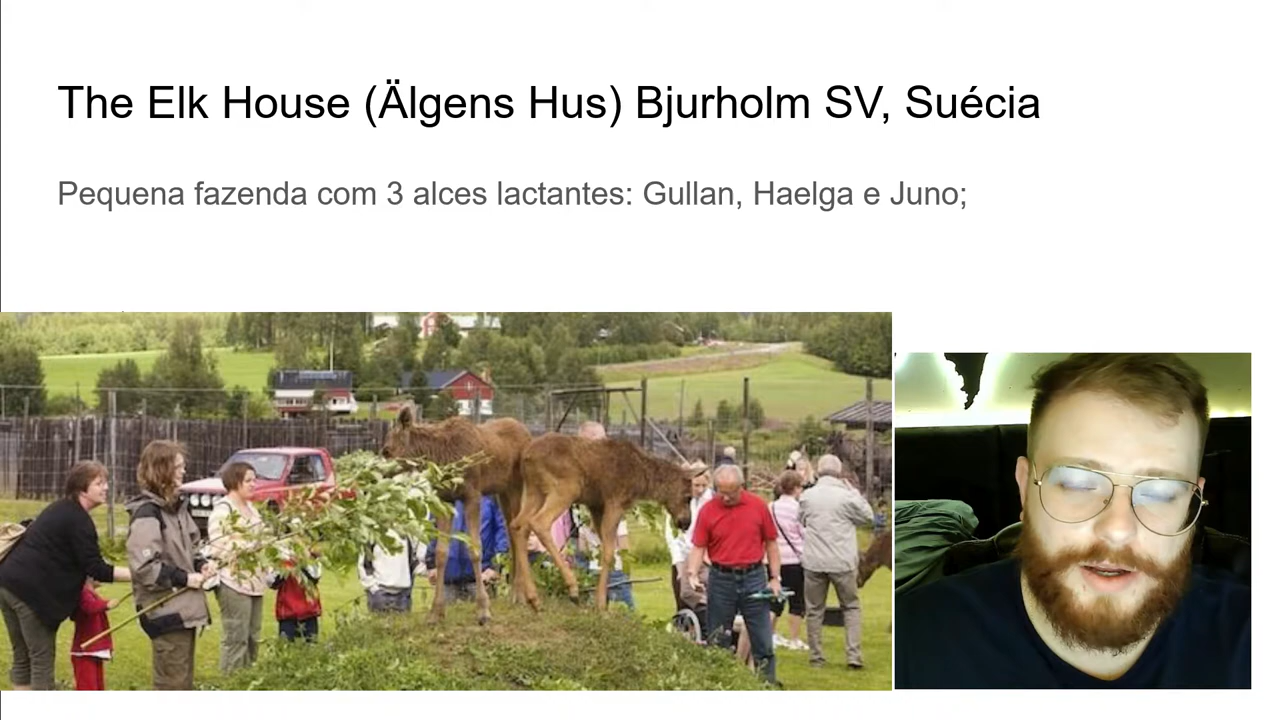 The Elk House (Älgens Hus) Bjurholm SV, Suécia
Pequena fazenda com 3 alces lactantes: Gullan, Haelga e Juno;